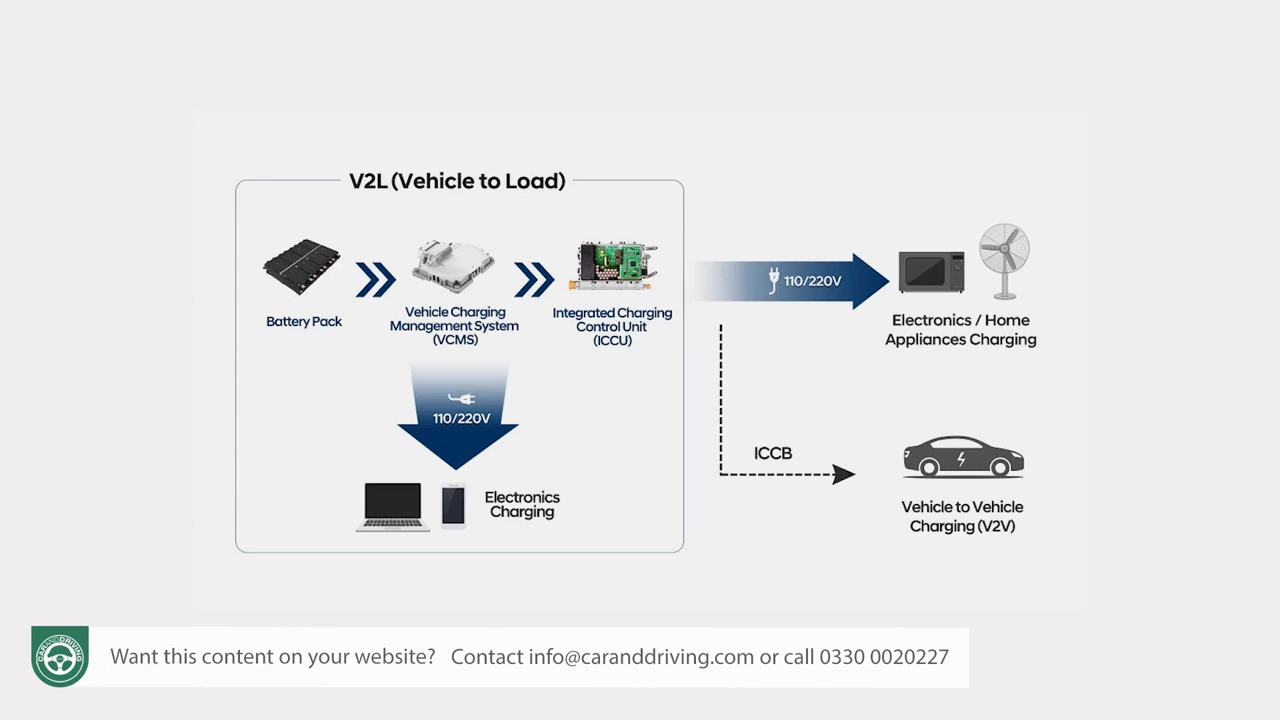 V2L (Vehicle to Load)
Battery Pack
Vehicle Charging
Management System
(VCMS)
Integrated Charging
Control Unit
(ICCU)
110/220V
Electronics / Home
Appliances Charging
110/220V
Electronics
Charging
ICCB
Vehicle to Vehicle
Charging (V2V)
CARANDDRIVING
Want this content on your website? Contact info@caranddriving.com or call 0330 0020227